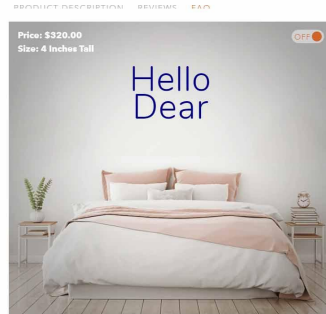 PRODUCT DESCRIPTION REVIEWS FAQ
Price: $320.00
Size: 4 Inches Tall
OFF
Hello
Dear